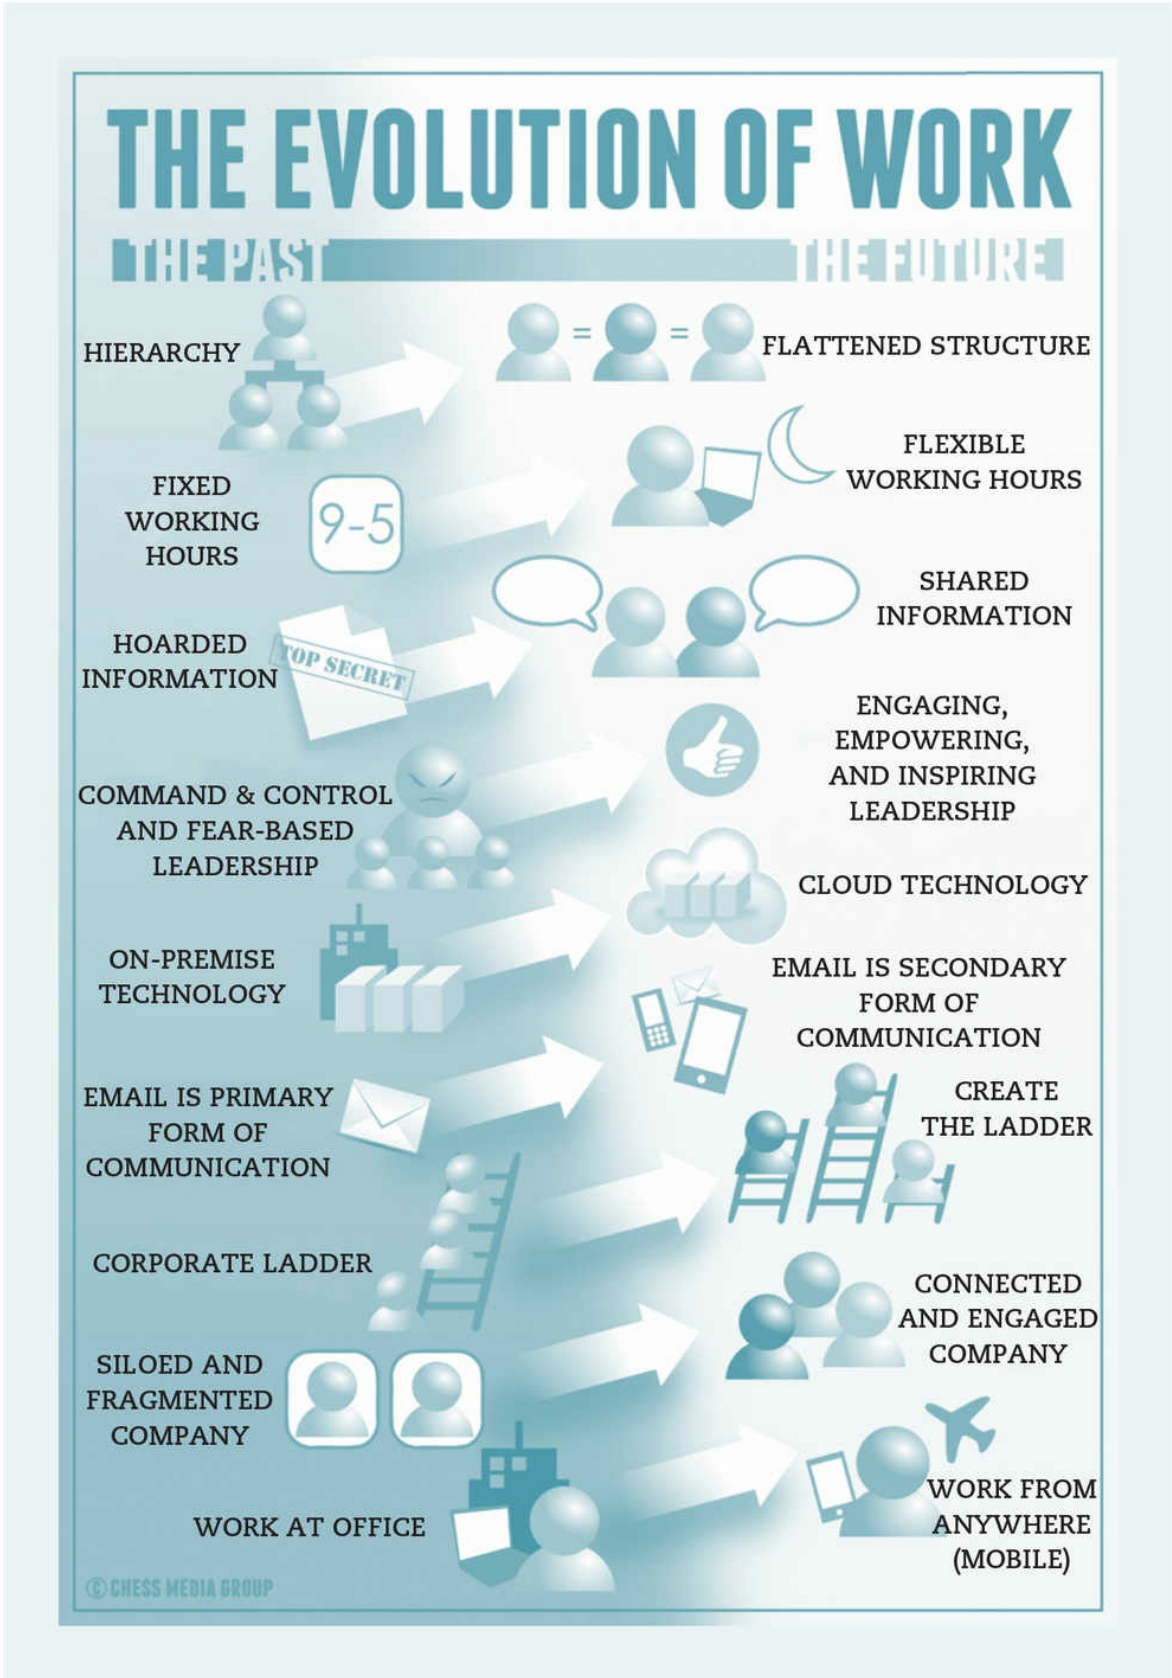 THE EVOLUTION OF WORK
THE PAST
THE FUTURE
HIERARCHY
FLATTENED STRUCTURE
FIXED
WORKING
HOURS
9-5
FLEXIBLE
WORKING HOURS
HOARDED
INFORMATION
TOP SECRET
SHARED
INFORMATION
COMMAND & CONTROL
AND FEAR-BASED
LEADERSHIP
ENGAGING,
EMPOWERING,
AND INSPIRING
LEADERSHIP
ON-PREMISE
TECHNOLOGY
CLOUD TECHNOLOGY
EMAIL IS PRIMARY
FORM OF
COMMUNICATION
EMAIL IS SECONDARY
FORM OF
COMMUNICATION
CORPORATE LADDER
CREATE
THE LADDER
SILOED AND
FRAGMENTED
COMPANY
CONNECTED
AND ENGAGED
COMPANY
WORK AT OFFICE
WORK FROM
ANYWHERE
(MOBILE)
© CHESS MEDIA GROUP